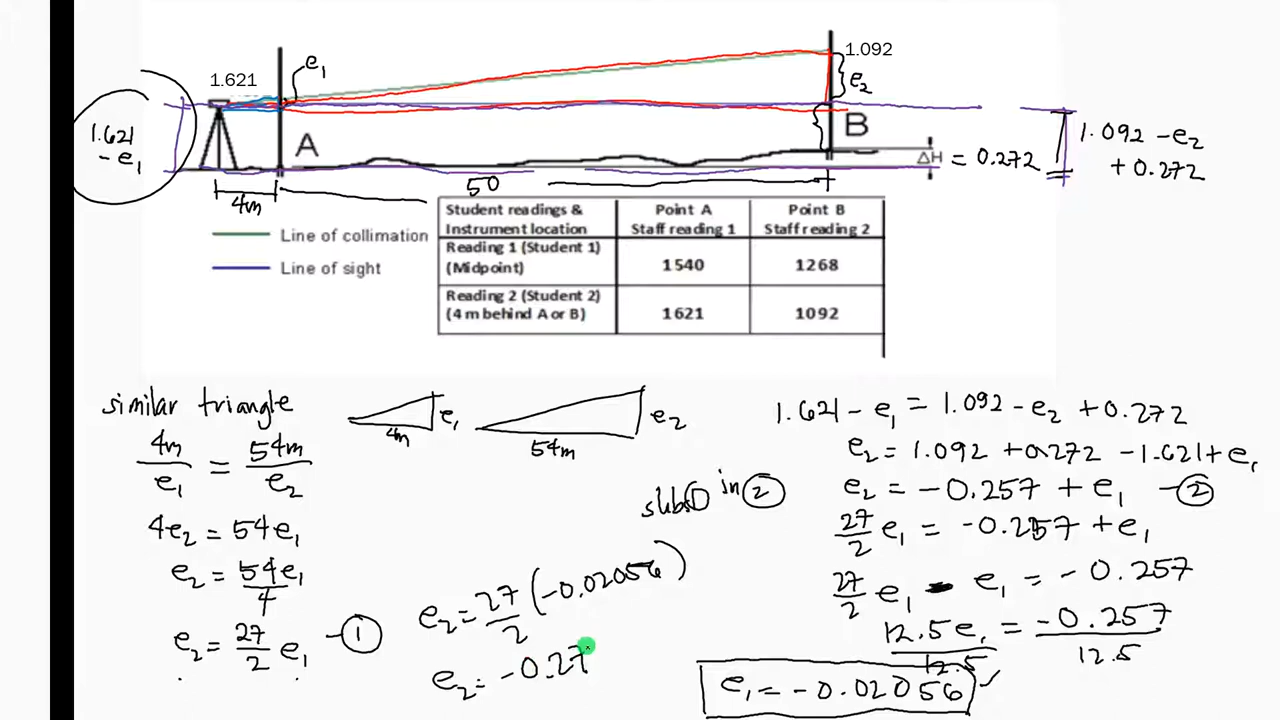 1.621
e₁
1.092
e₂
1.621
- e₁
A
B
ΔH = 0.272
1.092 - e₂
+ 0.272
4m
50
Line of collimation
Line of sight
Student readings & Instrument location Point A Staff reading 1 Point B Staff reading 2
Reading 1 (Student 1) (Midpoint) 1540 1268
Reading 2 (Student 2) (4 m behind A or B) 1621 1092
similar triangle
4m/e₁ = 54m/e₂
4e₂ = 54e₁
e₂ = 54e₁/4
e₂ = 27/2 e₁ - ①
4m
e₁
54m
e₂
subs ① in ②
e₂ = 27/2 (-0.02056)
e₂ = -0.27
1.621 - e₁ = 1.092 - e₂ + 0.272
e₂ = 1.092 + 0.272 - 1.621 + e₁
e₂ = -0.257 + e₁ - ②
27/2 e₁ = -0.257 + e₁
27/2 e₁ - e₁ = -0.257
12.5e₁/12.5 = -0.257/12.5
e₁ = -0.02056